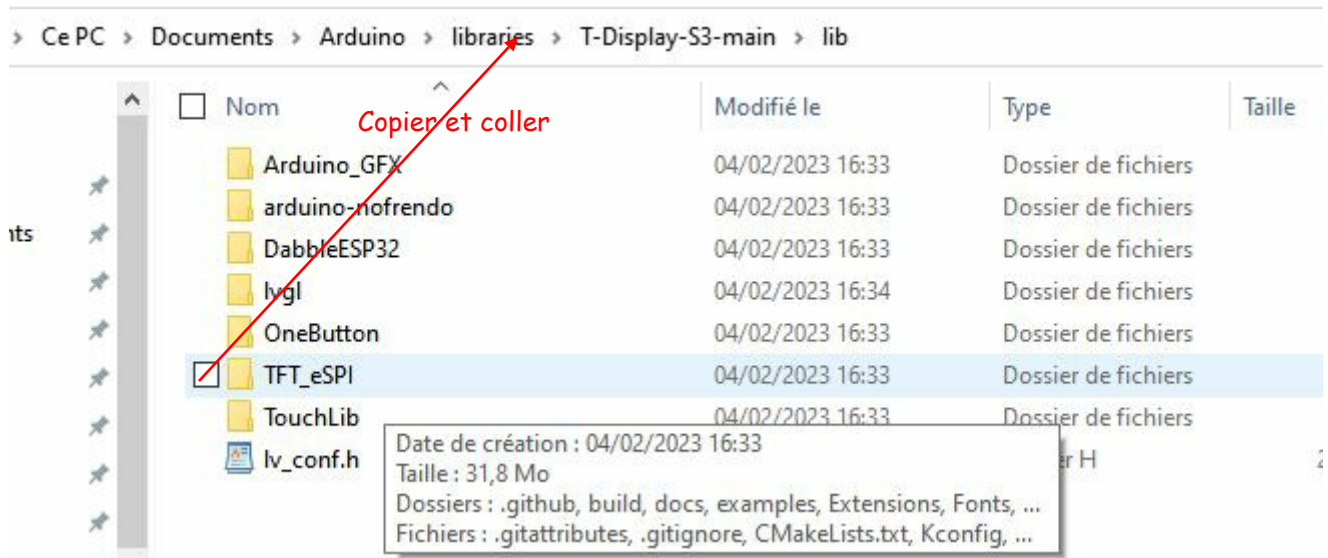 > Ce PC > Documents > Arduino > libraries > T-Display-S3-main > lib
Nom Modifié le Type Taille
Copier et coller
Arduino_GFX 04/02/2023 16:33 Dossier de fichiers
arduino-nofrendo 04/02/2023 16:33 Dossier de fichiers
nts DabbleESP32 04/02/2023 16:33 Dossier de fichiers
lvgl 04/02/2023 16:34 Dossier de fichiers
OneButton 04/02/2023 16:33 Dossier de fichiers
TFT_eSPI 04/02/2023 16:33 Dossier de fichiers
TouchLib 04/02/2023 16:33 Dossier de fichiers
lv_conf.h er H 2
Date de création : 04/02/2023 16:33
Taille : 31,8 Mo
Dossiers : .github, build, docs, examples, Extensions, Fonts, ...
Fichiers : .gitattributes, .gitignore, CMakeLists.txt, Kconfig, ...